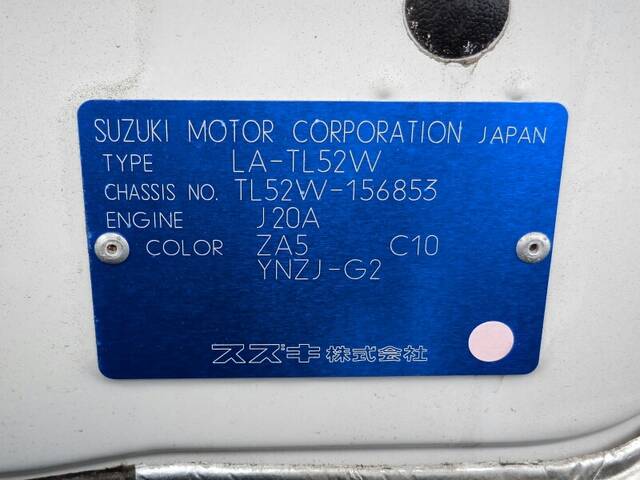 SUZUKI MOTOR CORPORATION JAPAN
TYPE LA-TL52W
CHASSIS NO. TL52W-156853
ENGINE J20A
COLOR ZA5 C10
YNZJ-G2
スズキ株式会社